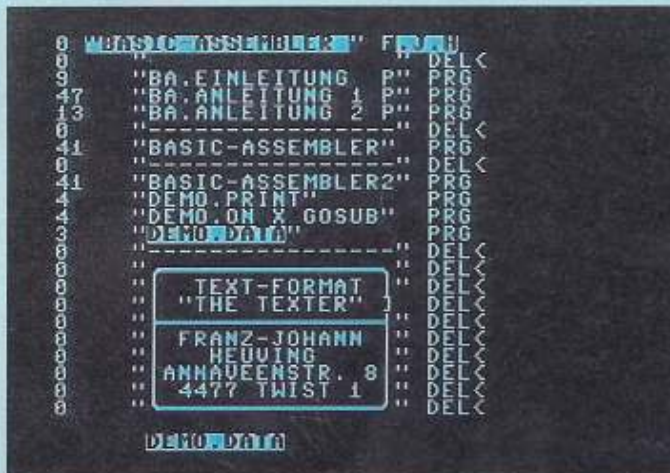 0 "BASIC-ASSEMBLER " F.J.H
0 " " DEL<
9 "BA.EINLEITUNG P" PRG
47 "BA.ANLEITUNG 1 P" PRG
13 "BA.ANLEITUNG 2 P" PRG
0 "----------------" DEL<
41 "BASIC-ASSEMBLER" PRG
0 "----------------" DEL<
41 "BASIC-ASSEMBLER2" PRG
4 "DEMO.PRINT" PRG
4 "DEMO.ON X GOSUB" PRG
3 "DEMO.DATA" PRG
0 "----------------" DEL<
0 " " DEL<
0 " TEXT-FORMAT " DEL<
0 " "THE TEXTER" ] DEL<
0 " " DEL<
0 " FRANZ-JOHANN " DEL<
0 " HEUVING " DEL<
0 " ANNAVEENSTR. 8 " DEL<
0 " 4477 TWIST 1 " DEL<
0 " " DEL<
DEMO.DATA